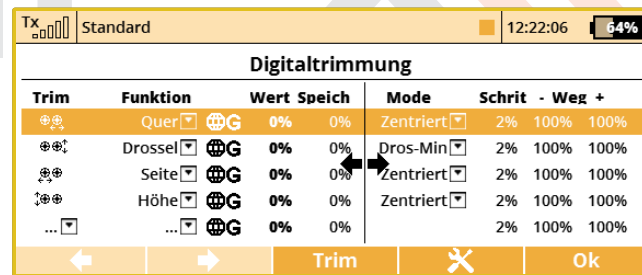 Tx Standard 12:22:06 64%
Digitaltrimmung
Trim Funktion Wert Speich Mode Schrit - Weg +
Quer G 0% 0% Zentriert 2% 100% 100%
Drossel G 0% 0% Dros-Min 2% 100% 100%
Seite G 0% 0% Zentriert 2% 100% 100%
Höhe G 0% 0% Zentriert 2% 100% 100%
... ... G 0% 0% 2% 100% 100%
Trim Ok